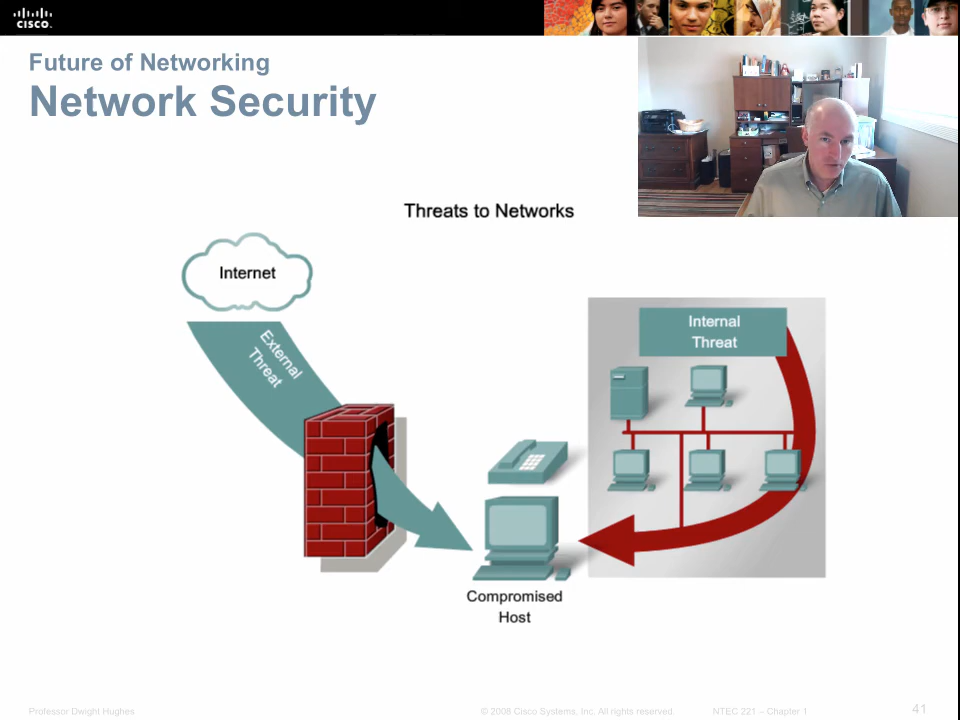 CISCO
Future of Networking
Network Security
Threats to Networks
Internet
External
Threat
Internal
Threat
Compromised
Host
Professor Dwight Hughes
© 2008 Cisco Systems, Inc. All rights reserved.
NTEC 221 – Chapter 1
41